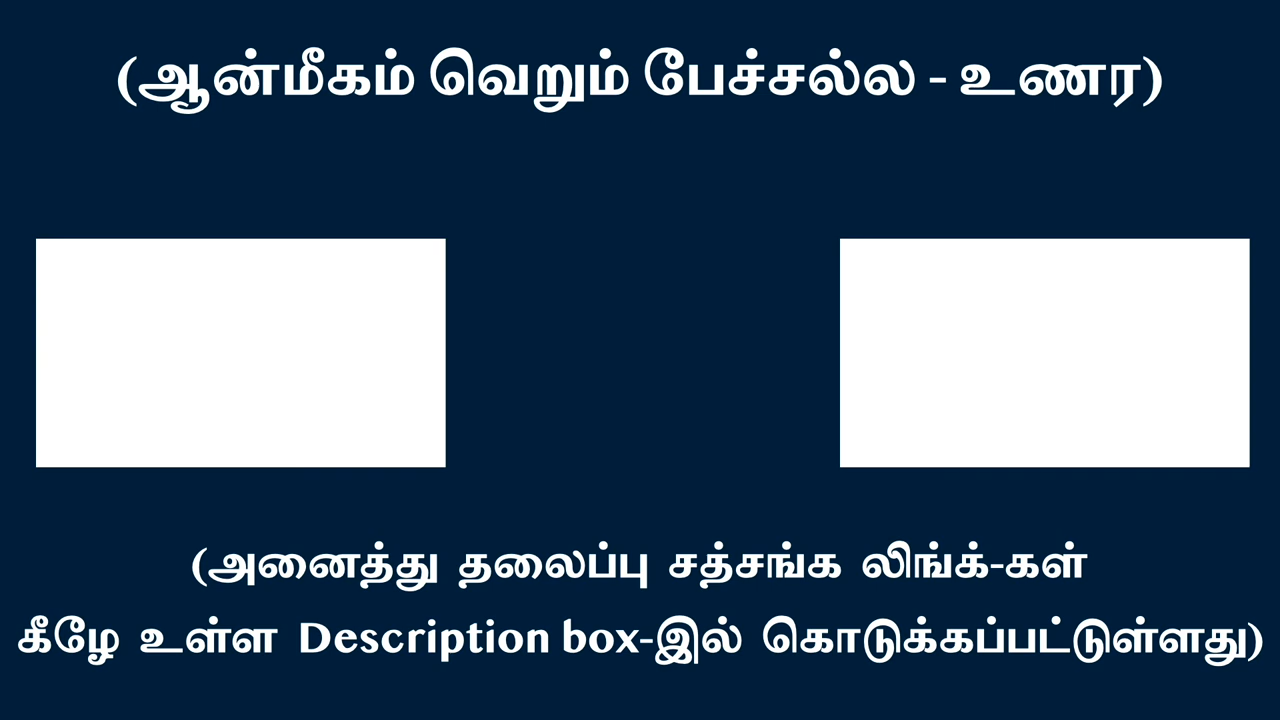 (ஆன்மீகம் வெறும் பேச்சல்ல - உணர)
(அனைத்து தலைப்பு சத்சங்க லிங்க்-கள்
கீழே உள்ள Description box-இல் கொடுக்கப்பட்டுள்ளது)